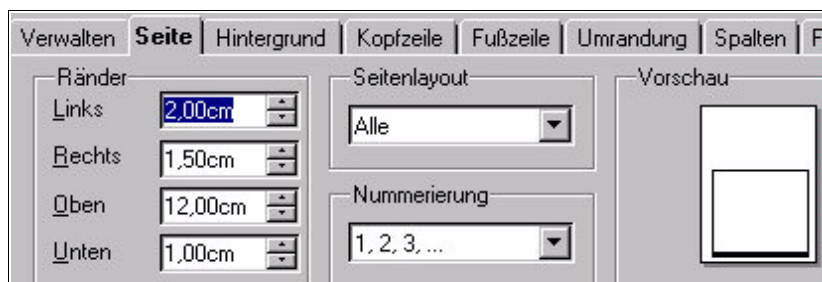 Verwalten Seite Hintergrund Kopfzeile Fußzeile Umrandung Spalten F
Ränder
Links 2,00cm
Rechts 1,50cm
Oben 12,00cm
Unten 1,00cm
Seitenlayout
Alle
Nummerierung
1, 2, 3, ...
Vorschau